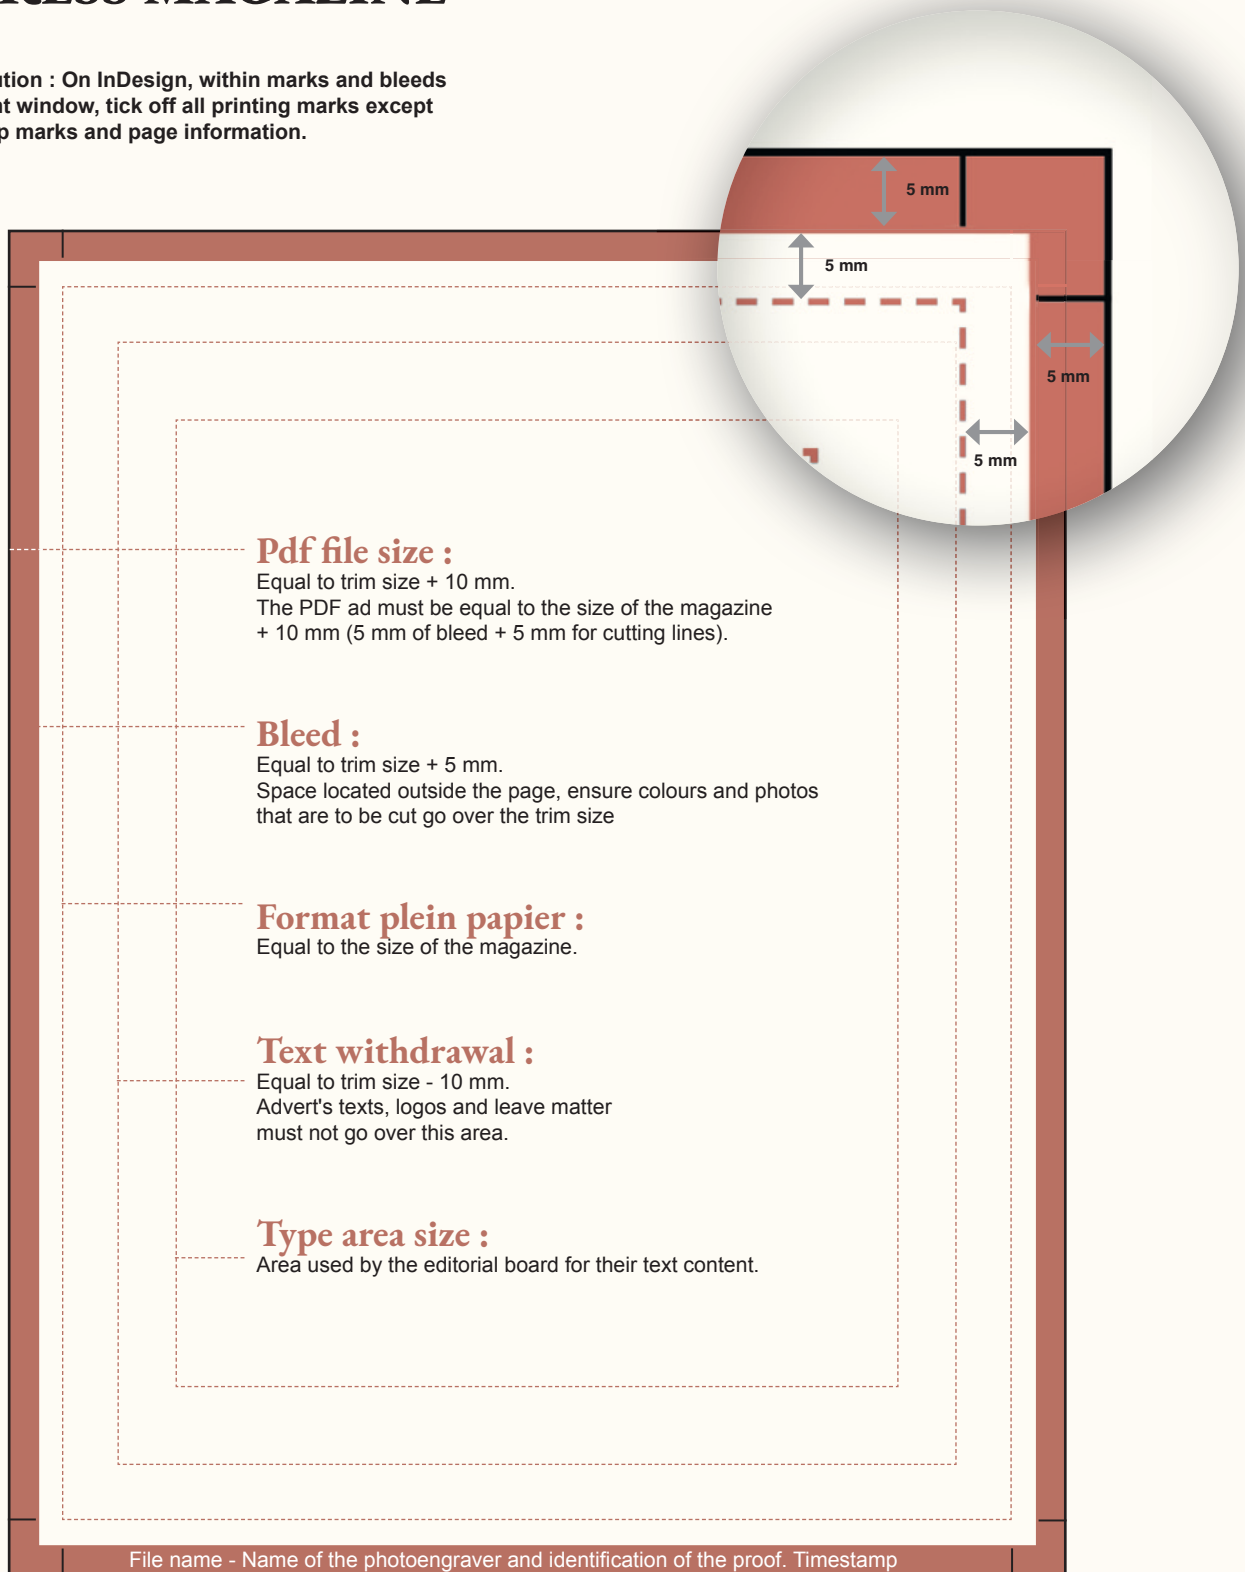 MAGAZINE
: On InDesign, within marks and bleeds
window, tick off all printing marks except
marks and page information.
5 mm
5 mm
5 mm
5 mm
Pdf file size :
Equal to trim size + 10 mm.
The PDF ad must be equal to the size of the magazine
+ 10 mm (5 mm of bleed + 5 mm for cutting lines).
Bleed :
Equal to trim size + 5 mm.
Space located outside the page, ensure colours and photos
that are to be cut go over the trim size
Format plein papier :
Equal to the size of the magazine.
Text withdrawal :
Equal to trim size - 10 mm.
Advert's texts, logos and leave matter
must not go over this area.
Type area size :
Area used by the editorial board for their text content.
File name - Name of the photoengraver and identification of the proof. Timestamp